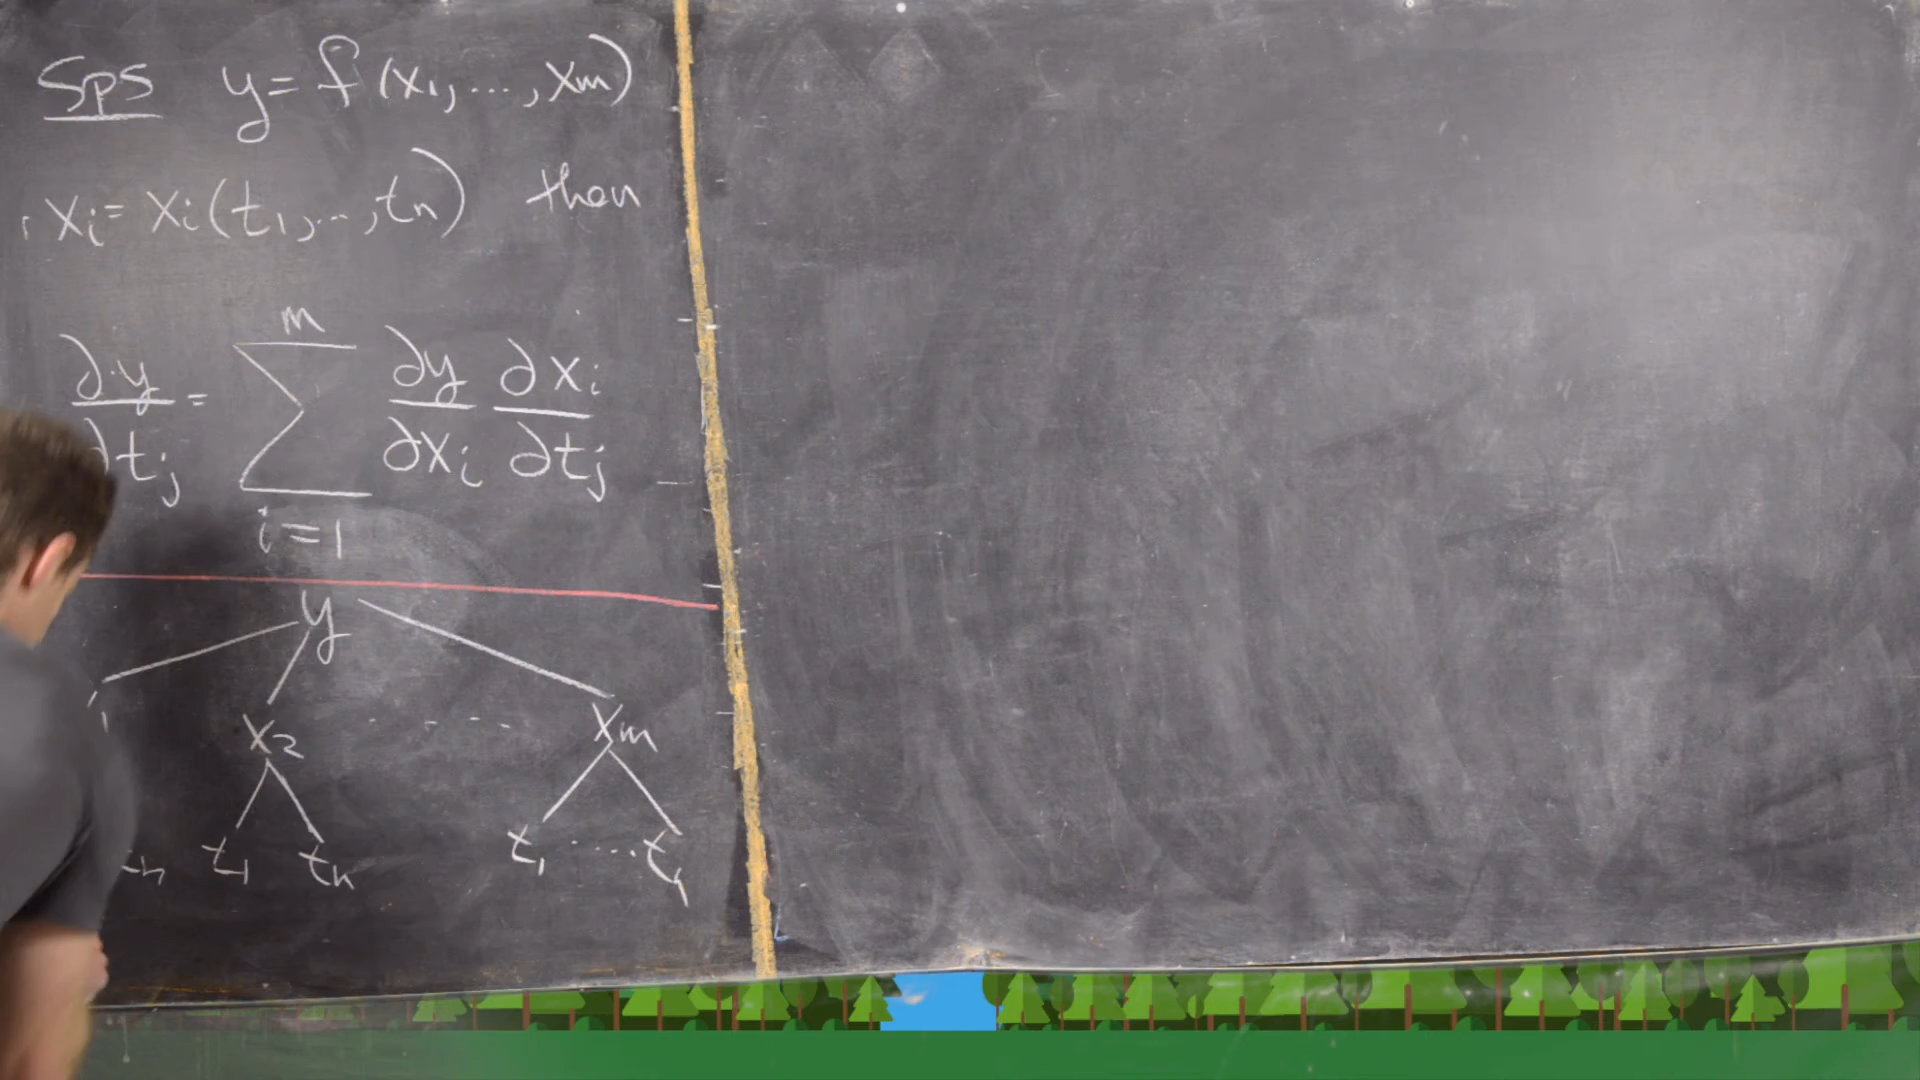 Sps y = f(x₁, ..., xₘ)
xᵢ = xᵢ(t₁, ..., tₙ) then
m
∂y/∂tⱼ = Σ ∂y/∂xᵢ ∂xᵢ/∂tⱼ
i = 1
y
x₂ .... xₘ
tₙ t₁ tₙ t₁ ..... tₙ